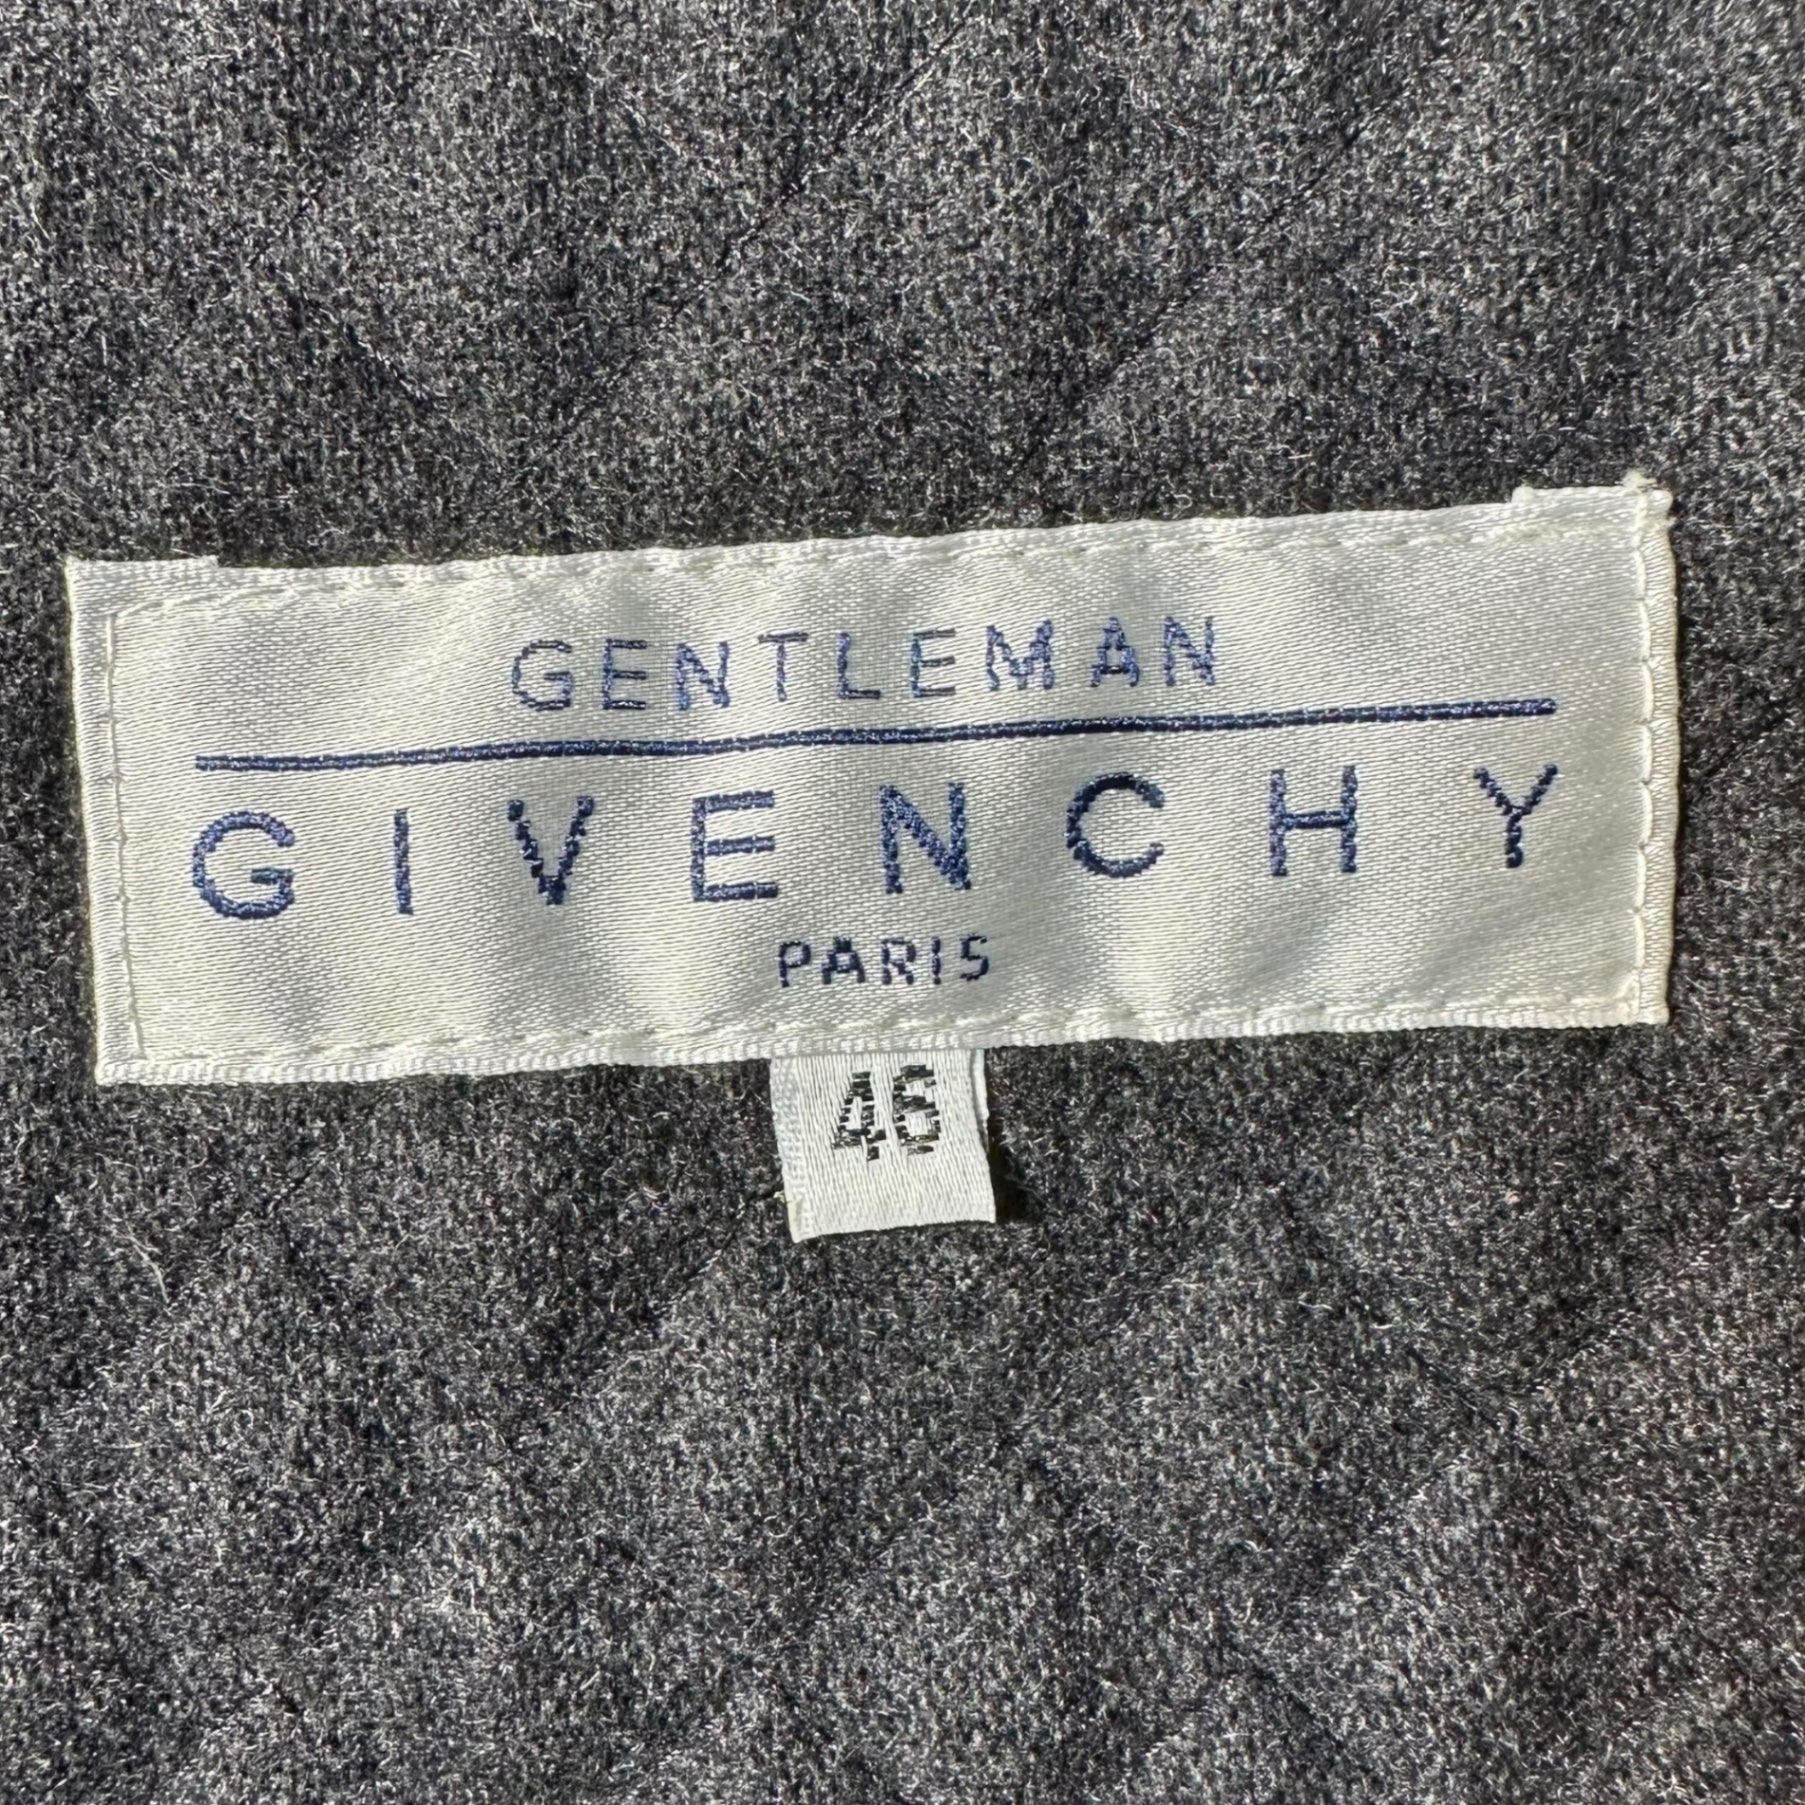 GENTLEMAN
GIVENCHY
PARIS
46